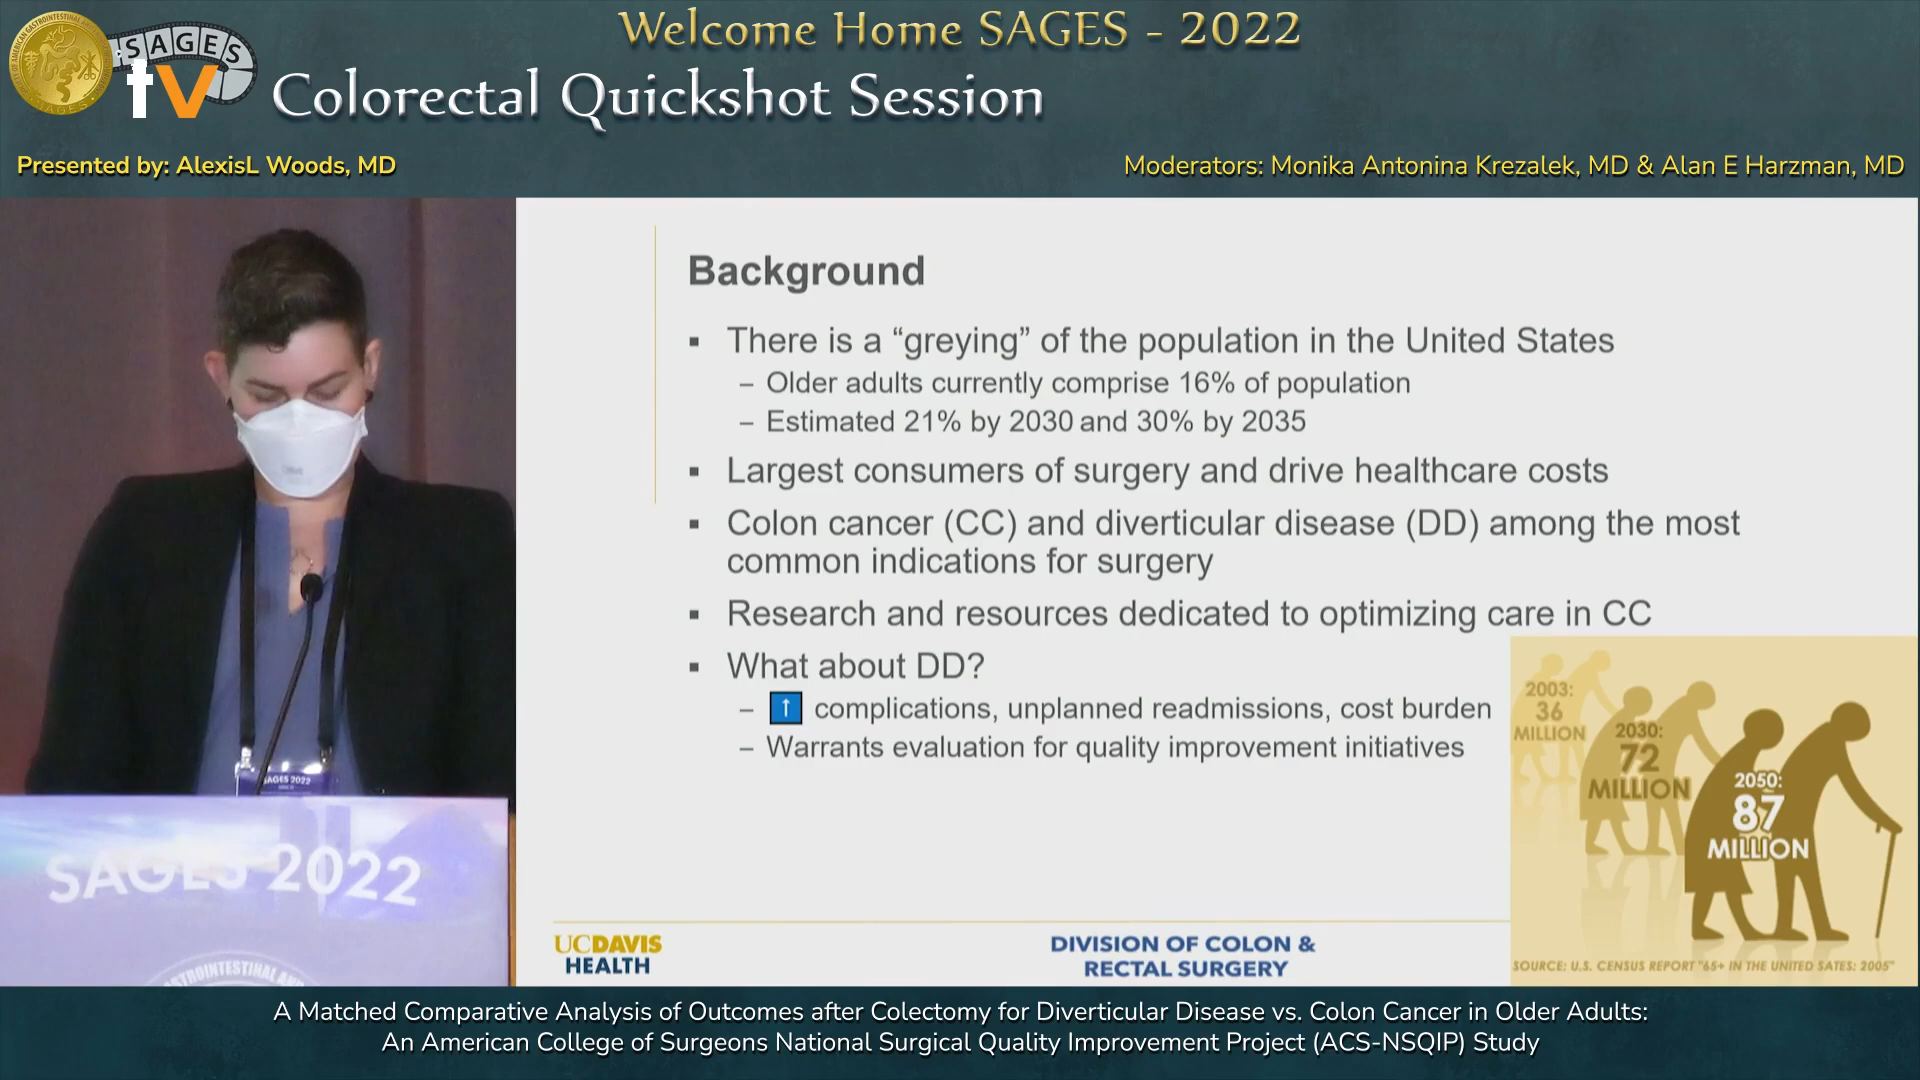 Welcome Home SAGES - 2022
SAGES
tv
Colorectal Quickshot Session
Presented by: AlexisL Woods, MD
Moderators: Monika Antonina Krezalek, MD & Alan E Harzman, MD
Background
▪ There is a “greying” of the population in the United States
– Older adults currently comprise 16% of population
– Estimated 21% by 2030 and 30% by 2035
▪ Largest consumers of surgery and drive healthcare costs
▪ Colon cancer (CC) and diverticular disease (DD) among the most
common indications for surgery
▪ Research and resources dedicated to optimizing care in CC
▪ What about DD?
– ↑ complications, unplanned readmissions, cost burden
– Warrants evaluation for quality improvement initiatives
2003:
36
MILLION
2030:
72
MILLION
2050:
87
MILLION
SOURCE: U.S. CENSUS REPORT "65+ IN THE UNITED SATES: 2005"
UCDAVIS
HEALTH
DIVISION OF COLON &
RECTAL SURGERY
SAGES 2022
SAGES 2022
A Matched Comparative Analysis of Outcomes after Colectomy for Diverticular Disease vs. Colon Cancer in Older Adults:
An American College of Surgeons National Surgical Quality Improvement Project (ACS-NSQIP) Study